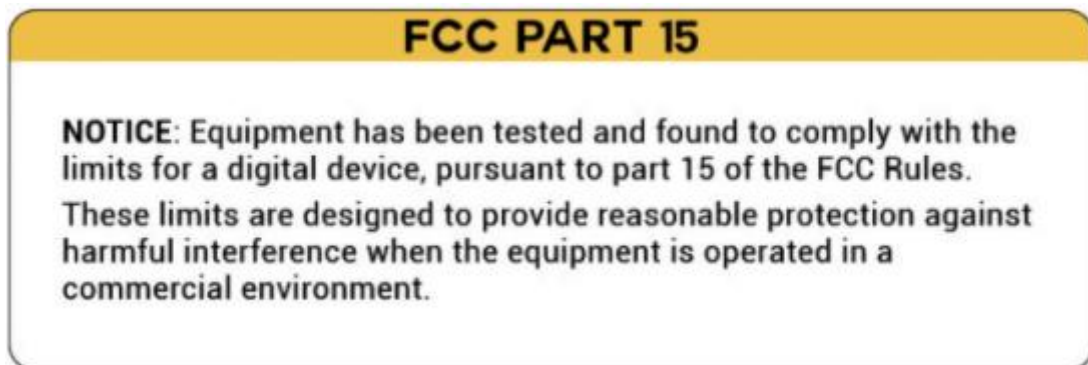 FCC PART 15
NOTICE: Equipment has been tested and found to comply with the
limits for a digital device, pursuant to part 15 of the FCC Rules.
These limits are designed to provide reasonable protection against
harmful interference when the equipment is operated in a
commercial environment.